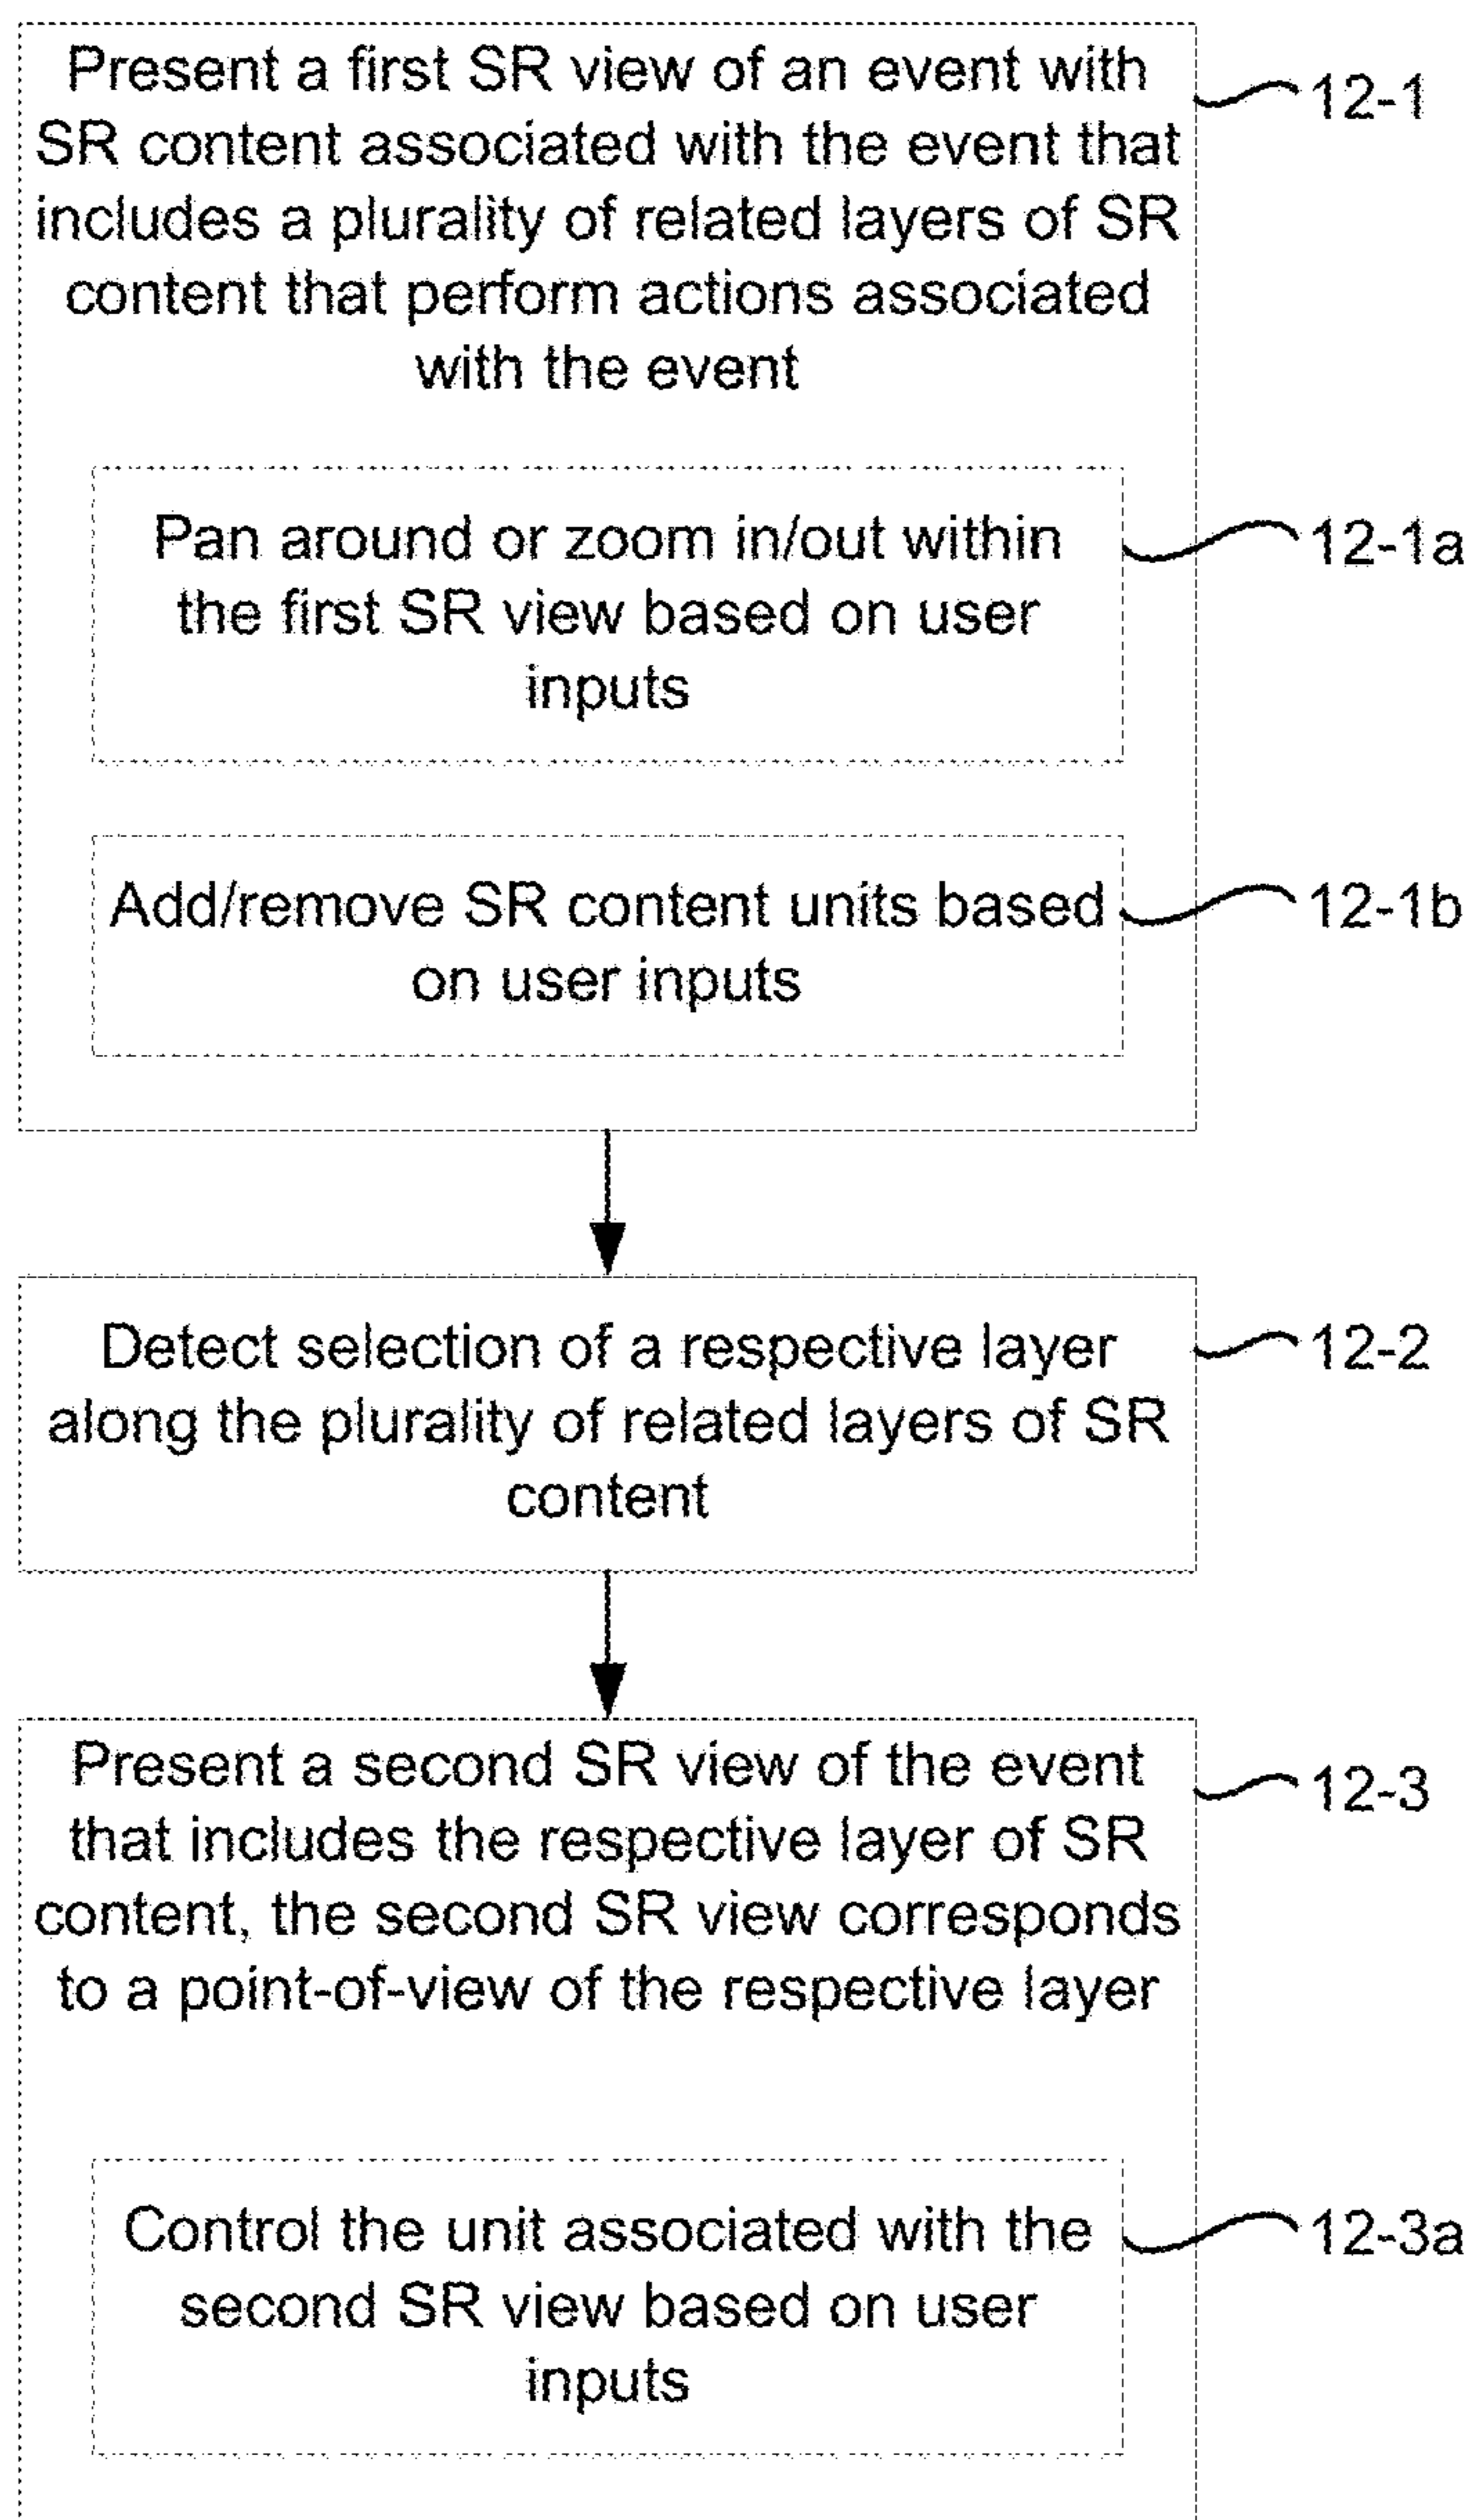 Present a first SR view of an event with
SR content associated with the event that
includes a plurality of related layers of SR
content that perform actions associated
with the event
12-1
Pan around or zoom in/out within
the first SR view based on user
inputs
12-1a
Add/remove SR content units based
on user inputs
12-1b
Detect selection of a respective layer
along the plurality of related layers of SR
content
12-2
Present a second SR view of the event
that includes the respective layer of SR
content, the second SR view corresponds
to a point-of-view of the respective layer
12-3
Control the unit associated with the
second SR view based on user
inputs
12-3a